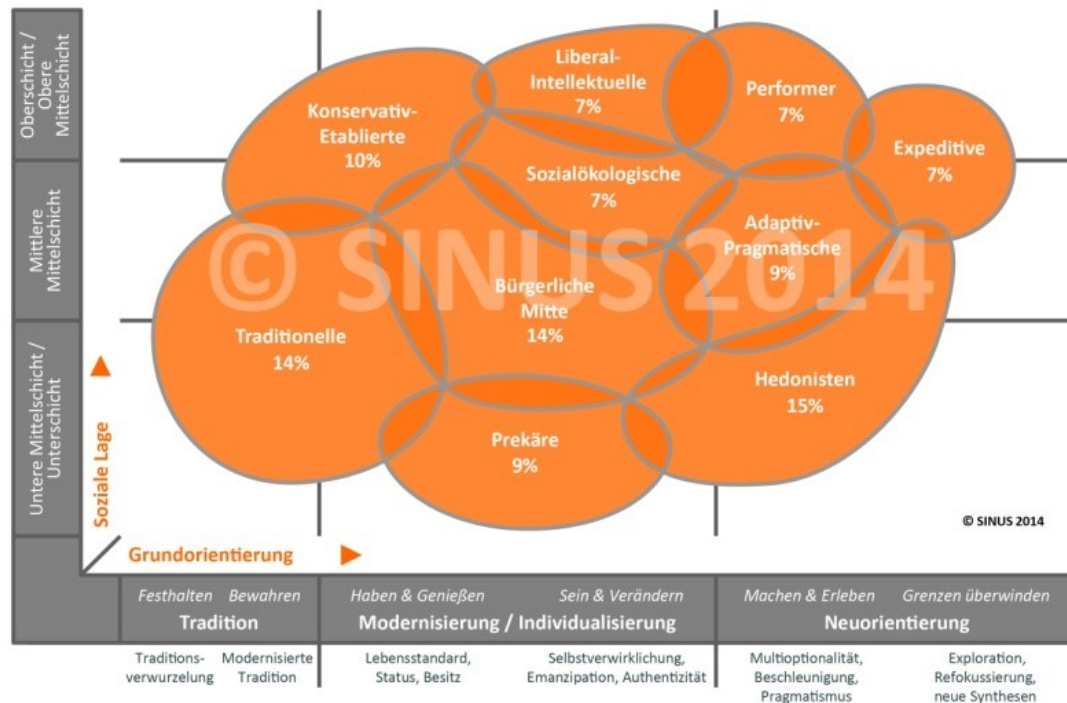 Oberschicht /
Obere
Mittelschicht
Mittlere
Mittelschicht
Untere Mittelschicht /
Unterschicht
Soziale Lage
Konservativ-
Etablierte
10%
Liberal-
Intellektuelle
7%
Performer
7%
Expeditive
7%
Sozialökologische
7%
Adaptiv-
Pragmatische
9%
© SINUS 2014
Traditionelle
14%
Bürgerliche
Mitte
14%
Hedonisten
15%
Prekäre
9%
© SINUS 2014
Grundorientierung
Festhalten
Bewahren
Tradition
Haben & Genießen
Sein & Verändern
Modernisierung / Individualisierung
Machen & Erleben
Grenzen überwinden
Neuorientierung
Traditions-
verwurzelung
Modernisierte
Tradition
Lebensstandard,
Status, Besitz
Selbstverwirklichung,
Emanzipation, Authentizität
Multioptionalität,
Beschleunigung,
Pragmatismus
Exploration,
Refokussierung,
neue Synthesen